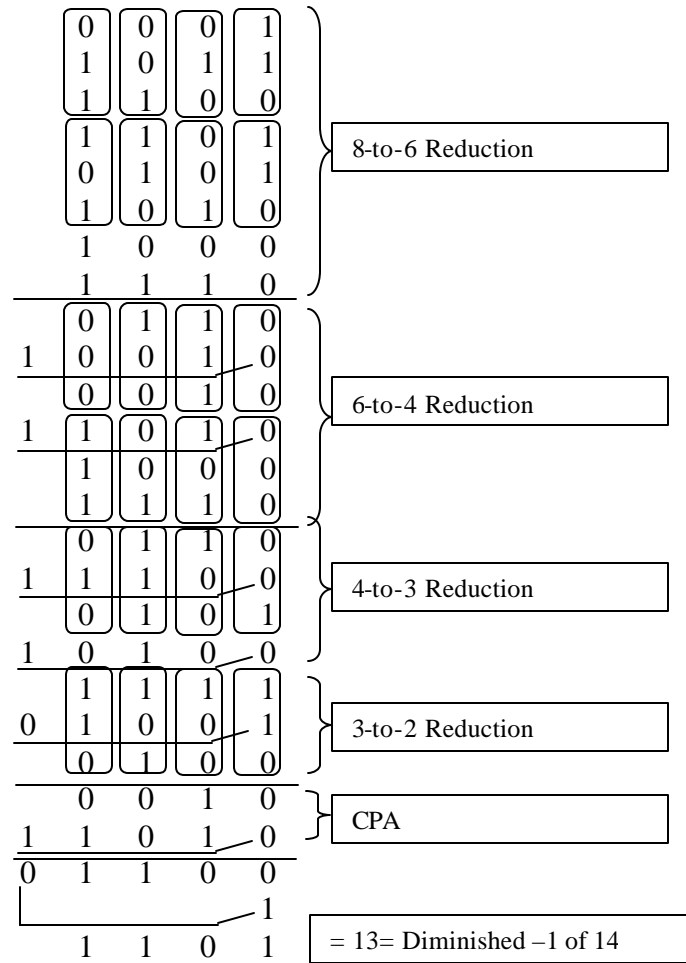 0 0 0 1
1 0 1 1
1 1 0 0
1 1 0 1
0 1 0 1
1 0 1 0
1 0 0 0
1 1 1 0
8-to-6 Reduction
0 1 1 0
1 0 0 1 0
0 0 1 0
1 1 0 1 0
1 0 0 0
1 1 1 0
6-to-4 Reduction
0 1 1 0
1 1 1 0 0
0 1 0 1
1 0 1 0 0
4-to-3 Reduction
1 1 1 1
0 1 0 0 1
0 1 0 0
3-to-2 Reduction
0 0 1 0
1 1 0 1 0
CPA
0 1 1 0 0
1
1 1 0 1
= 13= Diminished –1 of 14